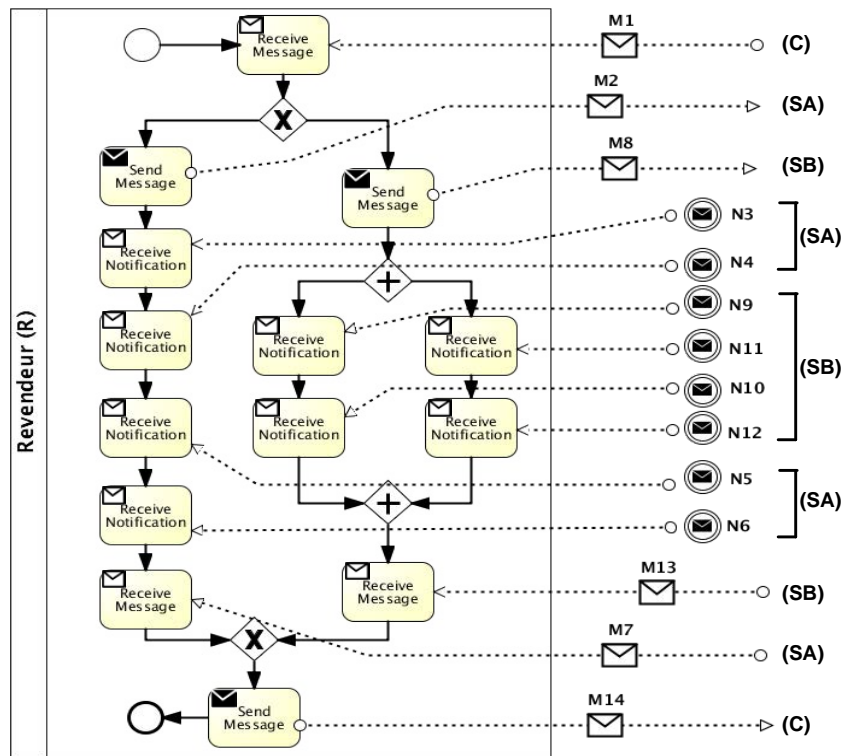 Revendeur (R)
Receive
Message
M1
(C)
M2
(SA)
X
Send
Message
M8
(SB)
Send
Message
Receive
Notification
N3
(SA)
N4
Receive
Notification
N9
(SB)
Receive
Notification
Receive
Notification
N11
N10
Receive
Notification
Receive
Notification
Receive
Notification
N12
N5
(SA)
Receive
Notification
N6
Receive
Message
Receive
Message
M13
(SB)
X
M7
(SA)
Send
Message
M14
(C)